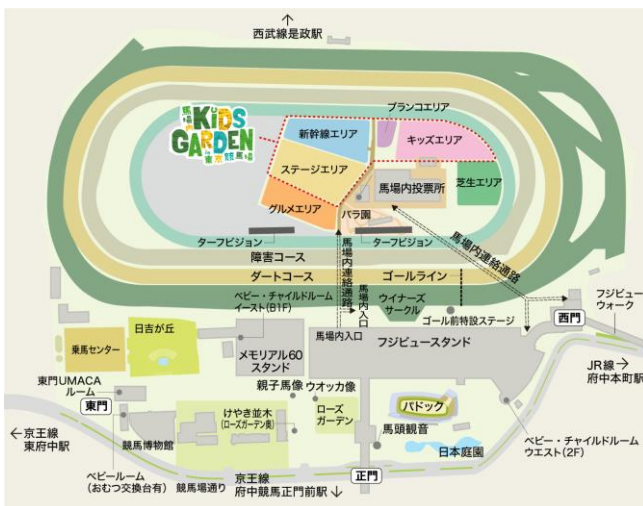 西武線是政駅
馬場内
KiDS
GARDEN
in 東京競馬場
ブランコエリア
新幹線エリア
キッズエリア
ステージエリア
馬場内投票所
芝生エリア
グルメエリア
バラ園
ターフビジョン
ターフビジョン
馬場内連絡通路
馬場内連絡通路
障害コース
ダートコース
ゴールライン
ベビー・チャイルドルーム
イースト(B1F)
馬場内入口
ウイナーズ
サークル
ゴール前特設ステージ
フジビュー
ウォーク
西門
日吉が丘
乗馬センター
メモリアル60
スタンド
馬場内入口
フジビュースタンド
JR線→
府中本町駅
東門UMACA
ルーム
東門
親子馬像
ウオッカ像
けやき並木
(ローズガーデン奥)
ローズ
ガーデン
パドック
←京王線
東府中駅
競馬博物館
馬頭観音
日本庭園
ベビー・チャイルドルーム
ウエスト(2F)
ベビールーム
(おむつ交換台有)
競馬場通り
京王線
府中競馬正門前駅↓
正門